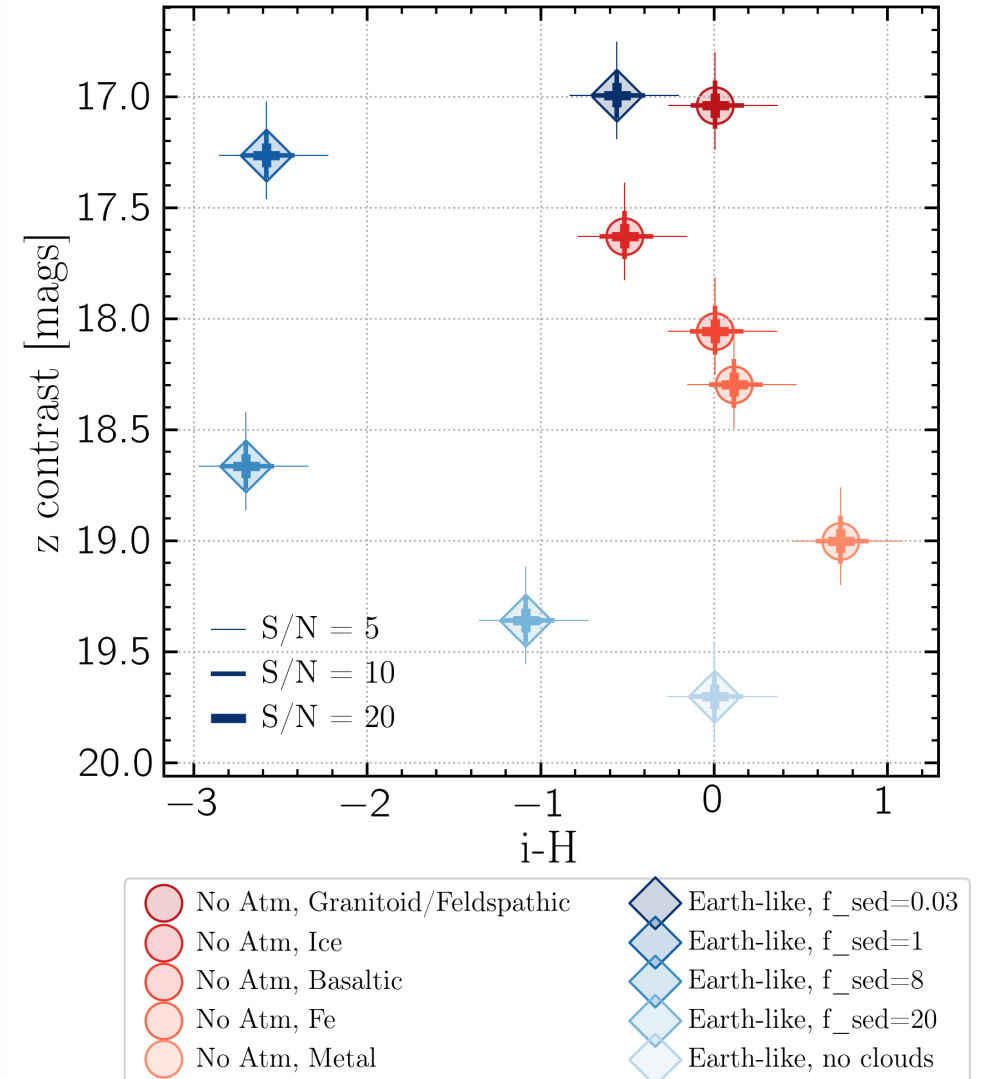 17.0
17.5
18.0
18.5
19.0
19.5
20.0
z contrast [mags]
S/N = 5
S/N = 10
S/N = 20
−3 −2 −1 0 1
i-H
No Atm, Granitoid/Feldspathic
No Atm, Ice
No Atm, Basaltic
No Atm, Fe
No Atm, Metal
Earth-like, f_sed=0.03
Earth-like, f_sed=1
Earth-like, f_sed=8
Earth-like, f_sed=20
Earth-like, no clouds